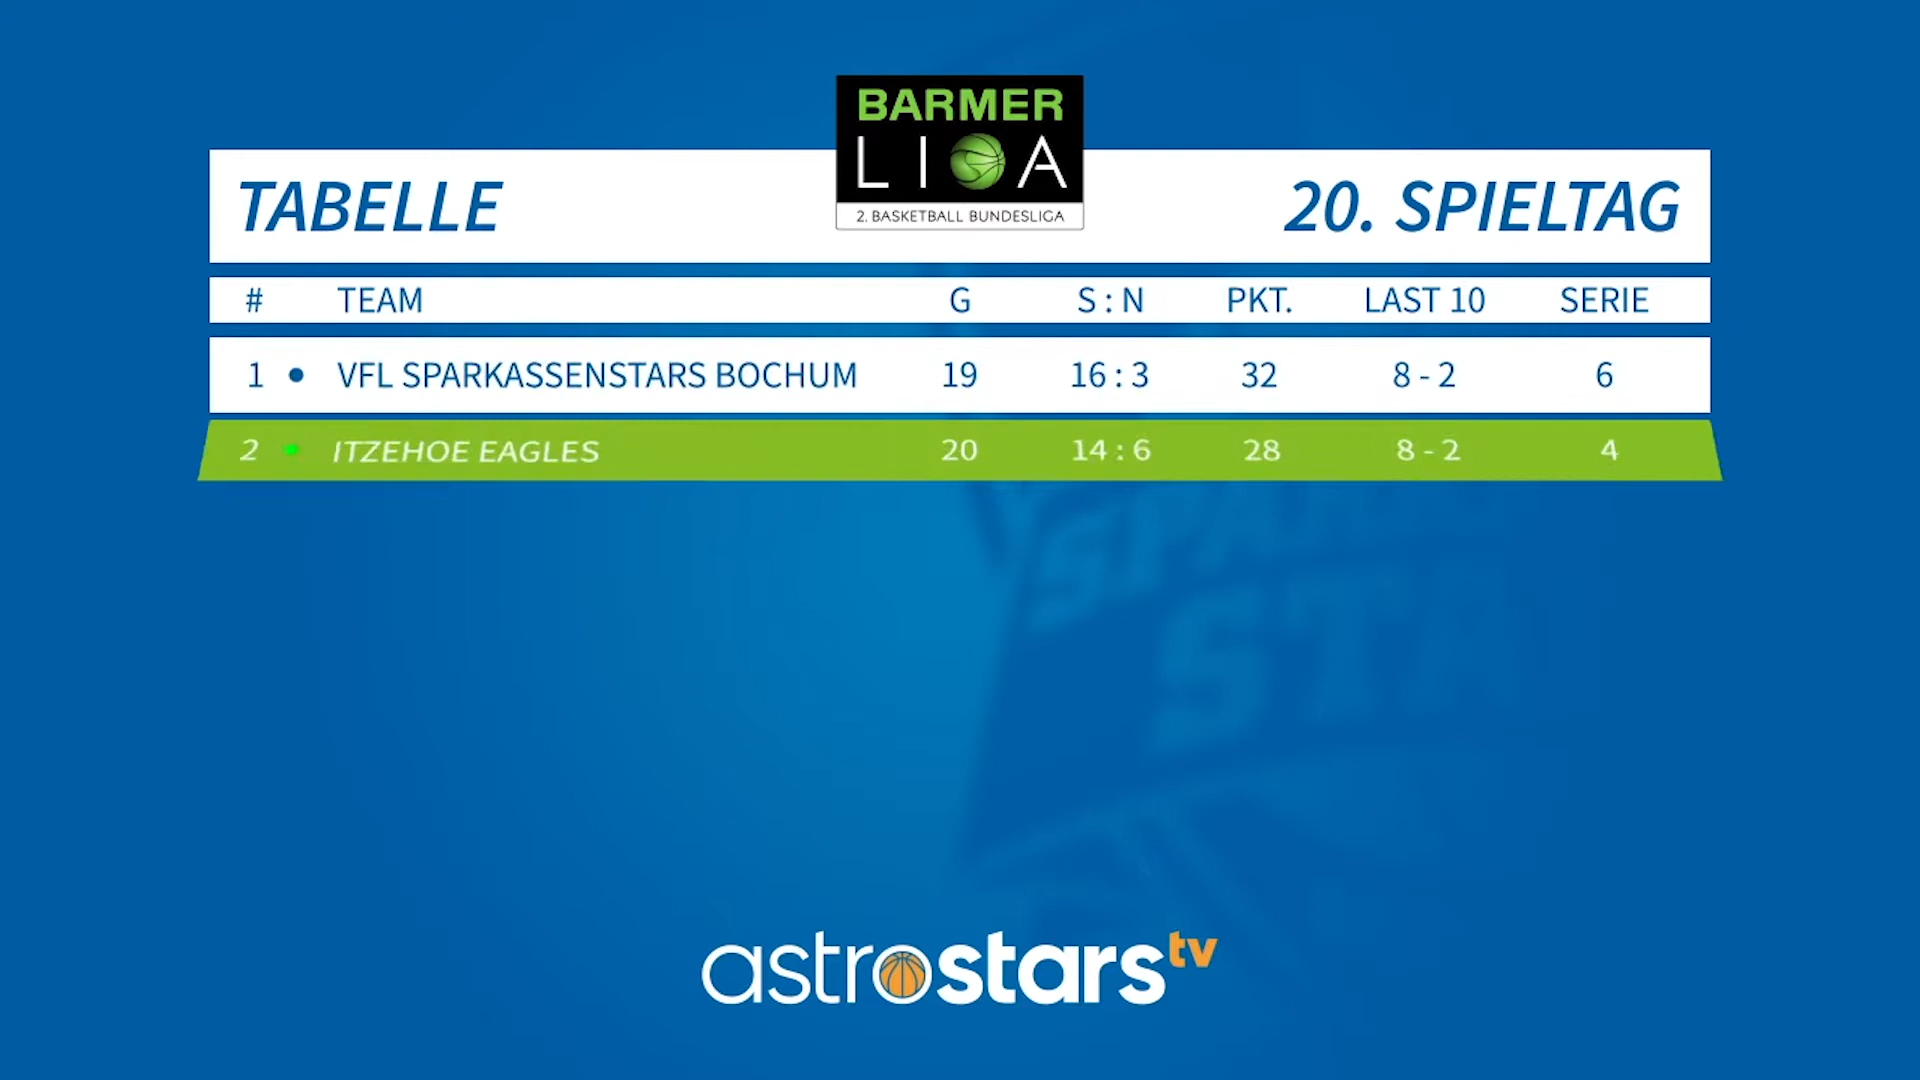 BARMER
LIGA
2. BASKETBALL BUNDESLIGA
TABELLE 20. SPIELTAG
# TEAM G S : N PKT. LAST 10 SERIE
1 • VFL SPARKASSENSTARS BOCHUM 19 16 : 3 32 8 - 2 6
2 • ITZEHOE EAGLES 20 14 : 6 28 8 - 2 4
STA
astrostars tv